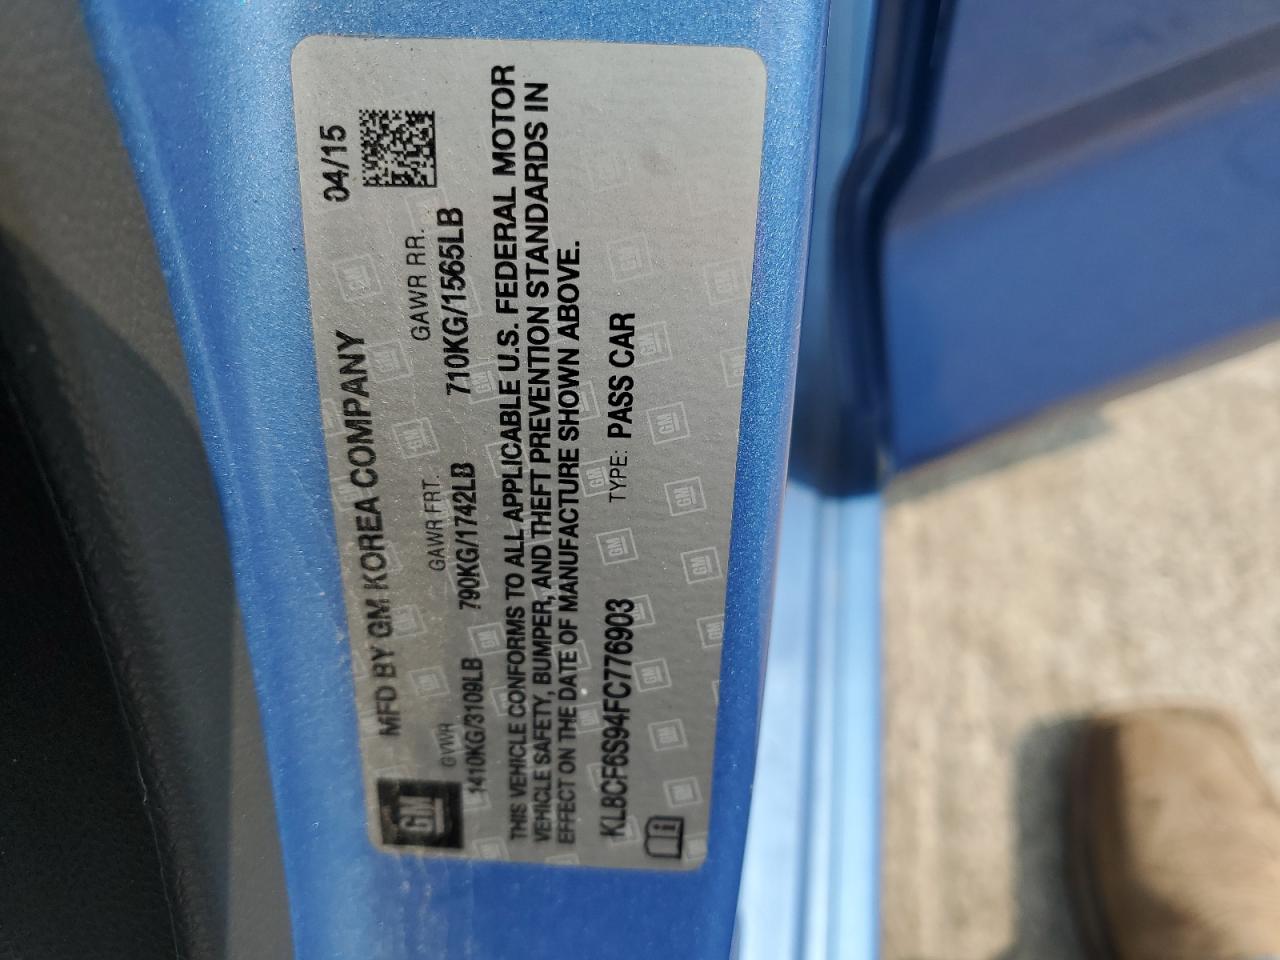 GM
MFD BY GM KOREA COMPANY 04/15
GVWR GAWR FRT. GAWR RR.
1410KG/3109LB 790KG/1742LB 710KG/1565LB
THIS VEHICLE CONFORMS TO ALL APPLICABLE U.S. FEDERAL MOTOR
VEHICLE SAFETY, BUMPER, AND THEFT PREVENTION STANDARDS IN
EFFECT ON THE DATE OF MANUFACTURE SHOWN ABOVE.
KL8CF6S94FC776903 TYPE: PASS CAR